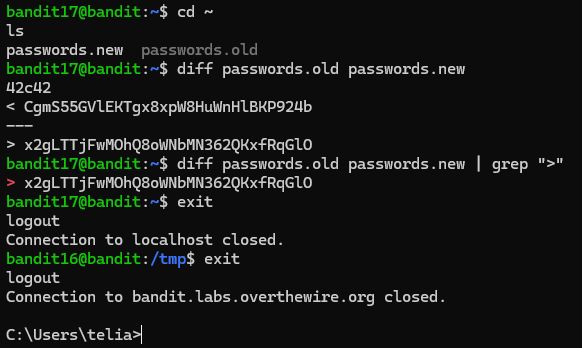 bandit17@bandit:~$ cd ~
ls
passwords.new  passwords.old
bandit17@bandit:~$ diff passwords.old passwords.new
42c42
< CgmS55GVlEKTgx8xpW8HuWnHlBKP924b
---
> x2gLTTjFwMOhQ8oWNbMN362QKxfRqGlO
bandit17@bandit:~$ diff passwords.old passwords.new | grep ">"
> x2gLTTjFwMOhQ8oWNbMN362QKxfRqGlO
bandit17@bandit:~$ exit
logout
Connection to localhost closed.
bandit16@bandit:/tmp$ exit
logout
Connection to bandit.labs.overthewire.org closed.
C:\Users\telia>